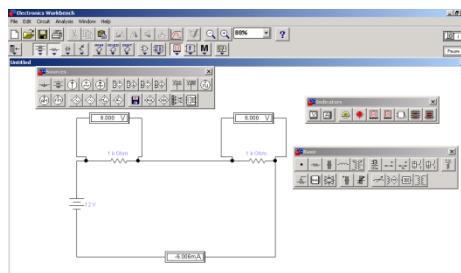 Electronics Workbench
File Edit Circuit Analysis Window Help
80%
?
Pause
Untitled
Sources
Indicators
Basic
6.000 V
6.000 V
1 k Ohm
1 k Ohm
12 V
-6.006mA